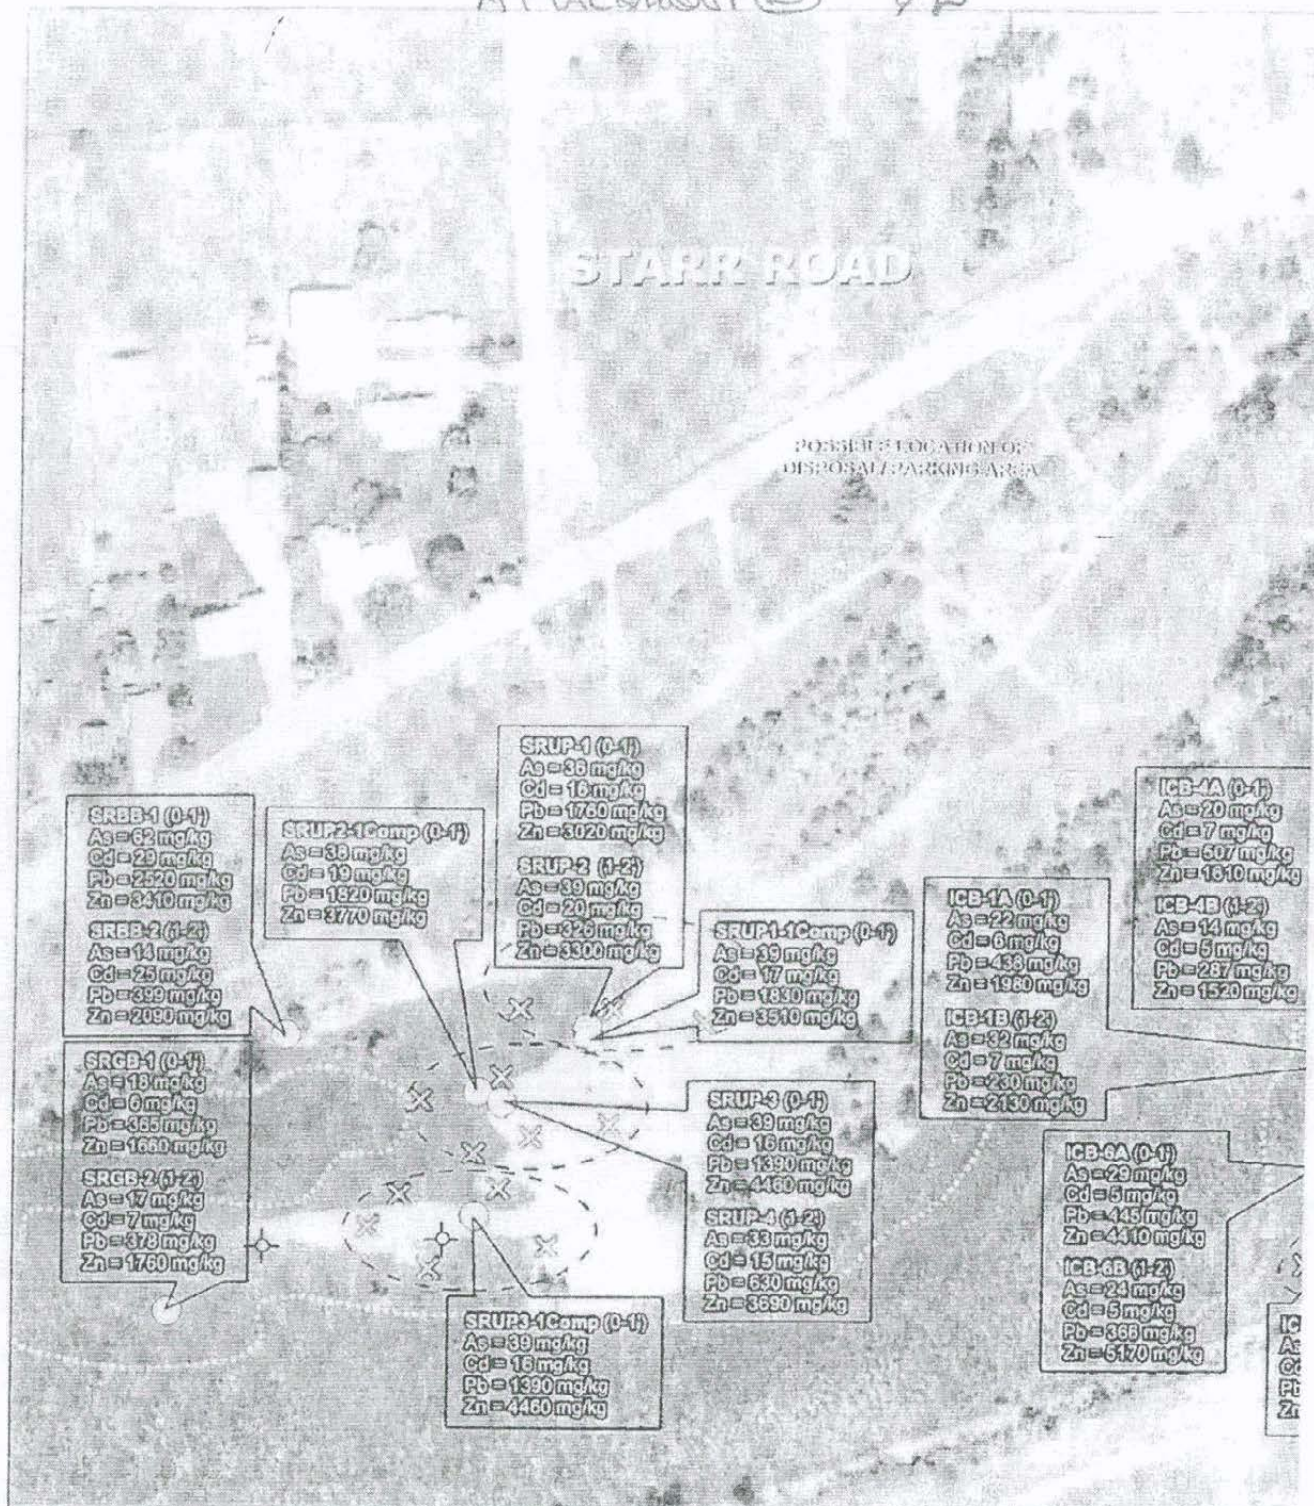 STARR ROAD
POSSIBLE LOCATION OF
DISPOSAL/PARKING AREA
SRUP-1 (0-1')
As = 36 mg/kg
Cd = 16 mg/kg
Pb = 1760 mg/kg
Zn = 3020 mg/kg
SRUP-2 (1-2')
As = 39 mg/kg
Cd = 20 mg/kg
Pb = 326 mg/kg
Zn = 3300 mg/kg
SRBB-1 (0-1')
As = 62 mg/kg
Cd = 29 mg/kg
Pb = 2520 mg/kg
Zn = 3410 mg/kg
SRBB-2 (1-2')
As = 14 mg/kg
Cd = 25 mg/kg
Pb = 399 mg/kg
Zn = 2090 mg/kg
SRUP2-1Comp (0-1')
As = 38 mg/kg
Cd = 19 mg/kg
Pb = 1820 mg/kg
Zn = 3770 mg/kg
ICB-4A (0-1')
As = 20 mg/kg
Cd = 7 mg/kg
Pb = 507 mg/kg
Zn = 1610 mg/kg
ICB-4B (1-2')
As = 14 mg/kg
Cd = 5 mg/kg
Pb = 287 mg/kg
Zn = 1520 mg/kg
ICB-1A (0-1')
As = 22 mg/kg
Cd = 6 mg/kg
Pb = 438 mg/kg
Zn = 1980 mg/kg
ICB-1B (1-2')
As = 32 mg/kg
Cd = 7 mg/kg
Pb = 230 mg/kg
Zn = 2130 mg/kg
SRUP1-1Comp (0-1')
As = 39 mg/kg
Cd = 17 mg/kg
Pb = 1830 mg/kg
Zn = 3510 mg/kg
SRGB-1 (0-1')
As = 18 mg/kg
Cd = 6 mg/kg
Pb = 365 mg/kg
Zn = 1660 mg/kg
SRGB-2 (1-2')
As = 17 mg/kg
Cd = 7 mg/kg
Pb = 378 mg/kg
Zn = 1760 mg/kg
SRUP-3 (0-1')
As = 39 mg/kg
Cd = 16 mg/kg
Pb = 1390 mg/kg
Zn = 4460 mg/kg
SRUP-4 (1-2')
As = 33 mg/kg
Cd = 15 mg/kg
Pb = 630 mg/kg
Zn = 3690 mg/kg
ICB-6A (0-1')
As = 29 mg/kg
Cd = 5 mg/kg
Pb = 445 mg/kg
Zn = 4410 mg/kg
ICB-6B (1-2')
As = 24 mg/kg
Cd = 5 mg/kg
Pb = 366 mg/kg
Zn = 5170 mg/kg
SRUP3-1Comp (0-1')
As = 39 mg/kg
Cd = 16 mg/kg
Pb = 1390 mg/kg
Zn = 4460 mg/kg
IC
As
Cd
Pb
Zn